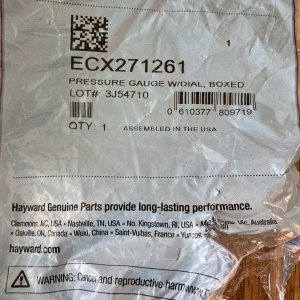 1
ECX271261
PRESSURE GAUGE W/DIAL, BOXED
LOT#: 3J54710
0 610377 809719
QTY: 1 ASSEMBLED IN THE USA
Hayward Genuine Parts provide long-lasting performance.
Clemmons, NC, USA • Nashville, TN, USA • No. Kingstown, RI, USA • Australia
• Oakville, ON, Canada • Wuxi, China • Saint-Vulbas, France •
hayward.com
WARNING: Cancer and reproductive harm